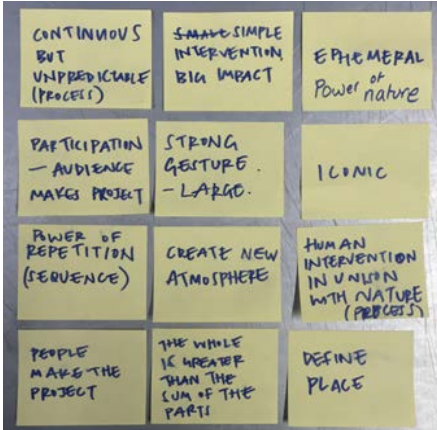 CONTINUOUS
BUT
UNPREDICTABLE
(PROCESS)
SMALL SIMPLE
INTERVENTION,
BIG IMPACT
EPHEMERAL
Power of
nature
PARTICIPATION
— AUDIENCE
MAKES PROJECT
STRONG
GESTURE.
- LARGE.
ICONIC
POWER OF
REPETITION
(SEQUENCE)
CREATE NEW
ATMOSPHERE
HUMAN
INTERVENTION
IN UNISON
WITH NATURE
(PROCESS)
PEOPLE
MAKE THE
PROJECT
THE WHOLE
IS GREATER
THAN THE
SUM OF THE
PARTS
DEFINE
PLACE